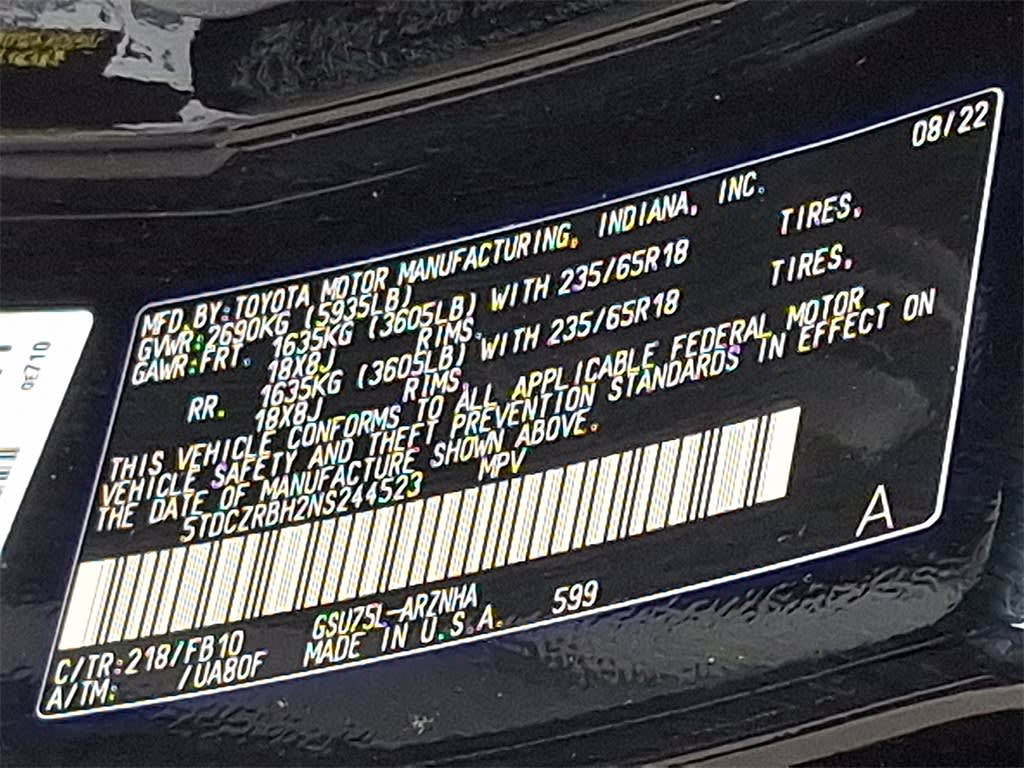 08/22
MFD.BY:TOYOTA MOTOR MANUFACTURING, INDIANA, INC.
GVWR:2690KG (5935LB)
GAWR:FRT. 1635KG (3605LB) WITH 235/65R18 TIRES,
18X8J RIMS,
RR. 1635KG (3605LB) WITH 235/65R18 TIRES,
18X8J RIMS,
THIS VEHICLE CONFORMS TO ALL APPLICABLE FEDERAL MOTOR
VEHICLE SAFETY AND THEFT PREVENTION STANDARDS IN EFFECT ON
THE DATE OF MANUFACTURE SHOWN ABOVE.
5TDCZRBH2NS244523 MPV
A
C/TR:218/FB10 GSU75L-ARZNHA 599
A/TM: /UA80F MADE IN U.S.A.
0E710